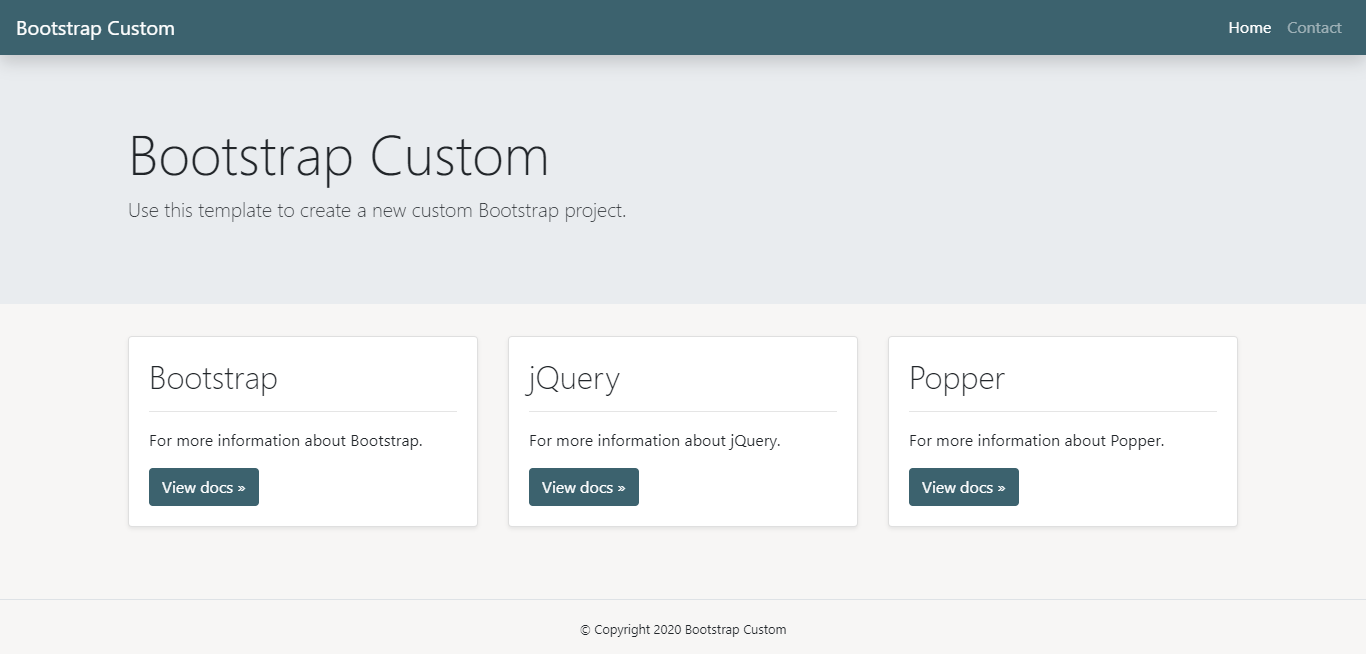 Bootstrap Custom
Home
Contact
Bootstrap Custom
Use this template to create a new custom Bootstrap project.
Bootstrap
For more information about Bootstrap.
View docs »
jQuery
For more information about jQuery.
View docs »
Popper
For more information about Popper.
View docs »
© Copyright 2020 Bootstrap Custom